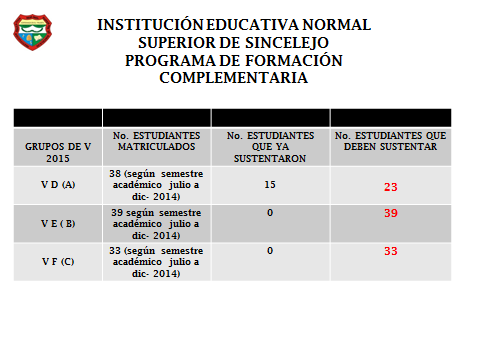 INSTITUCIÓN EDUCATIVA NORMAL
SUPERIOR DE SINCELEJO
PROGRAMA DE FORMACIÓN
COMPLEMENTARIA
GRUPOS DE V
2015
No. ESTUDIANTES
MATRICULADOS
No. ESTUDIANTES
QUE YA
SUSTENTARON
No. ESTUDIANTES QUE
DEBEN SUSTENTAR
V D (A)
38 (según semestre
académico julio a
dic- 2014)
15
23
V E ( B)
39 según semestre
académico julio a
dic- 2014)
0
39
V F (C)
33 (según semestre
académico julio a
dic- 2014)
0
33